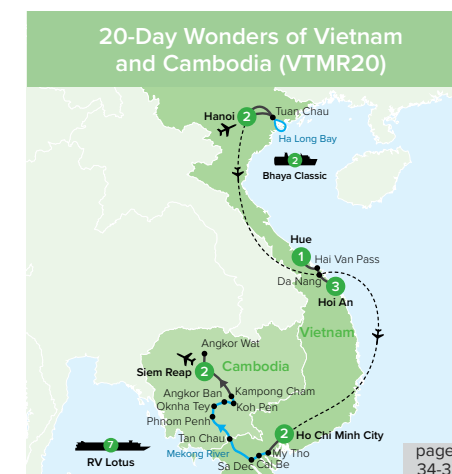 20-Day Wonders of Vietnam
and Cambodia (VTMR20)
Hanoi
2
Tuan Chau
Ha Long Bay
2
Bhaya Classic
Hue
1
Hai Van Pass
Da Nang
3
Hoi An
Vietnam
Angkor Wat
Siem Reap
2
Cambodia
Angkor Ban
Kampong Cham
Oknha Tey
Koh Pen
Phnom Penh
2
Ho Chi Minh City
Tan Chau
7
RV Lotus
Mekong River
My Tho
Sa Dec
Cai Be
page
34-3